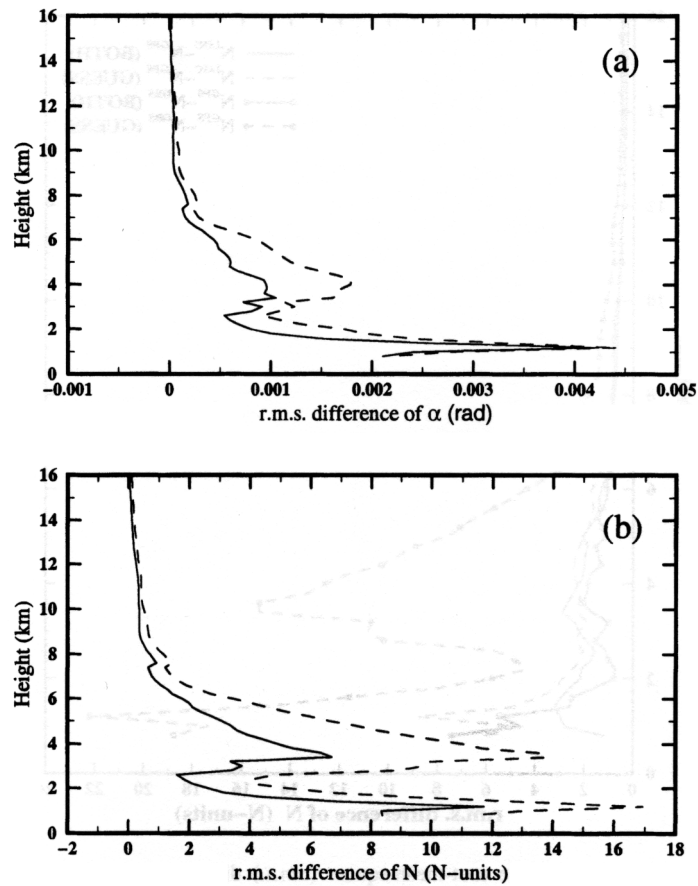 (a)
16
14
12
10
8
6
4
2
0
Height (km)
-0.001 0 0.001 0.002 0.003 0.004 0.005
r.m.s. difference of α (rad)
(b)
16
14
12
10
8
6
4
2
0
Height (km)
-2 0 2 4 6 8 10 12 14 16 18
r.m.s. difference of N (N-units)